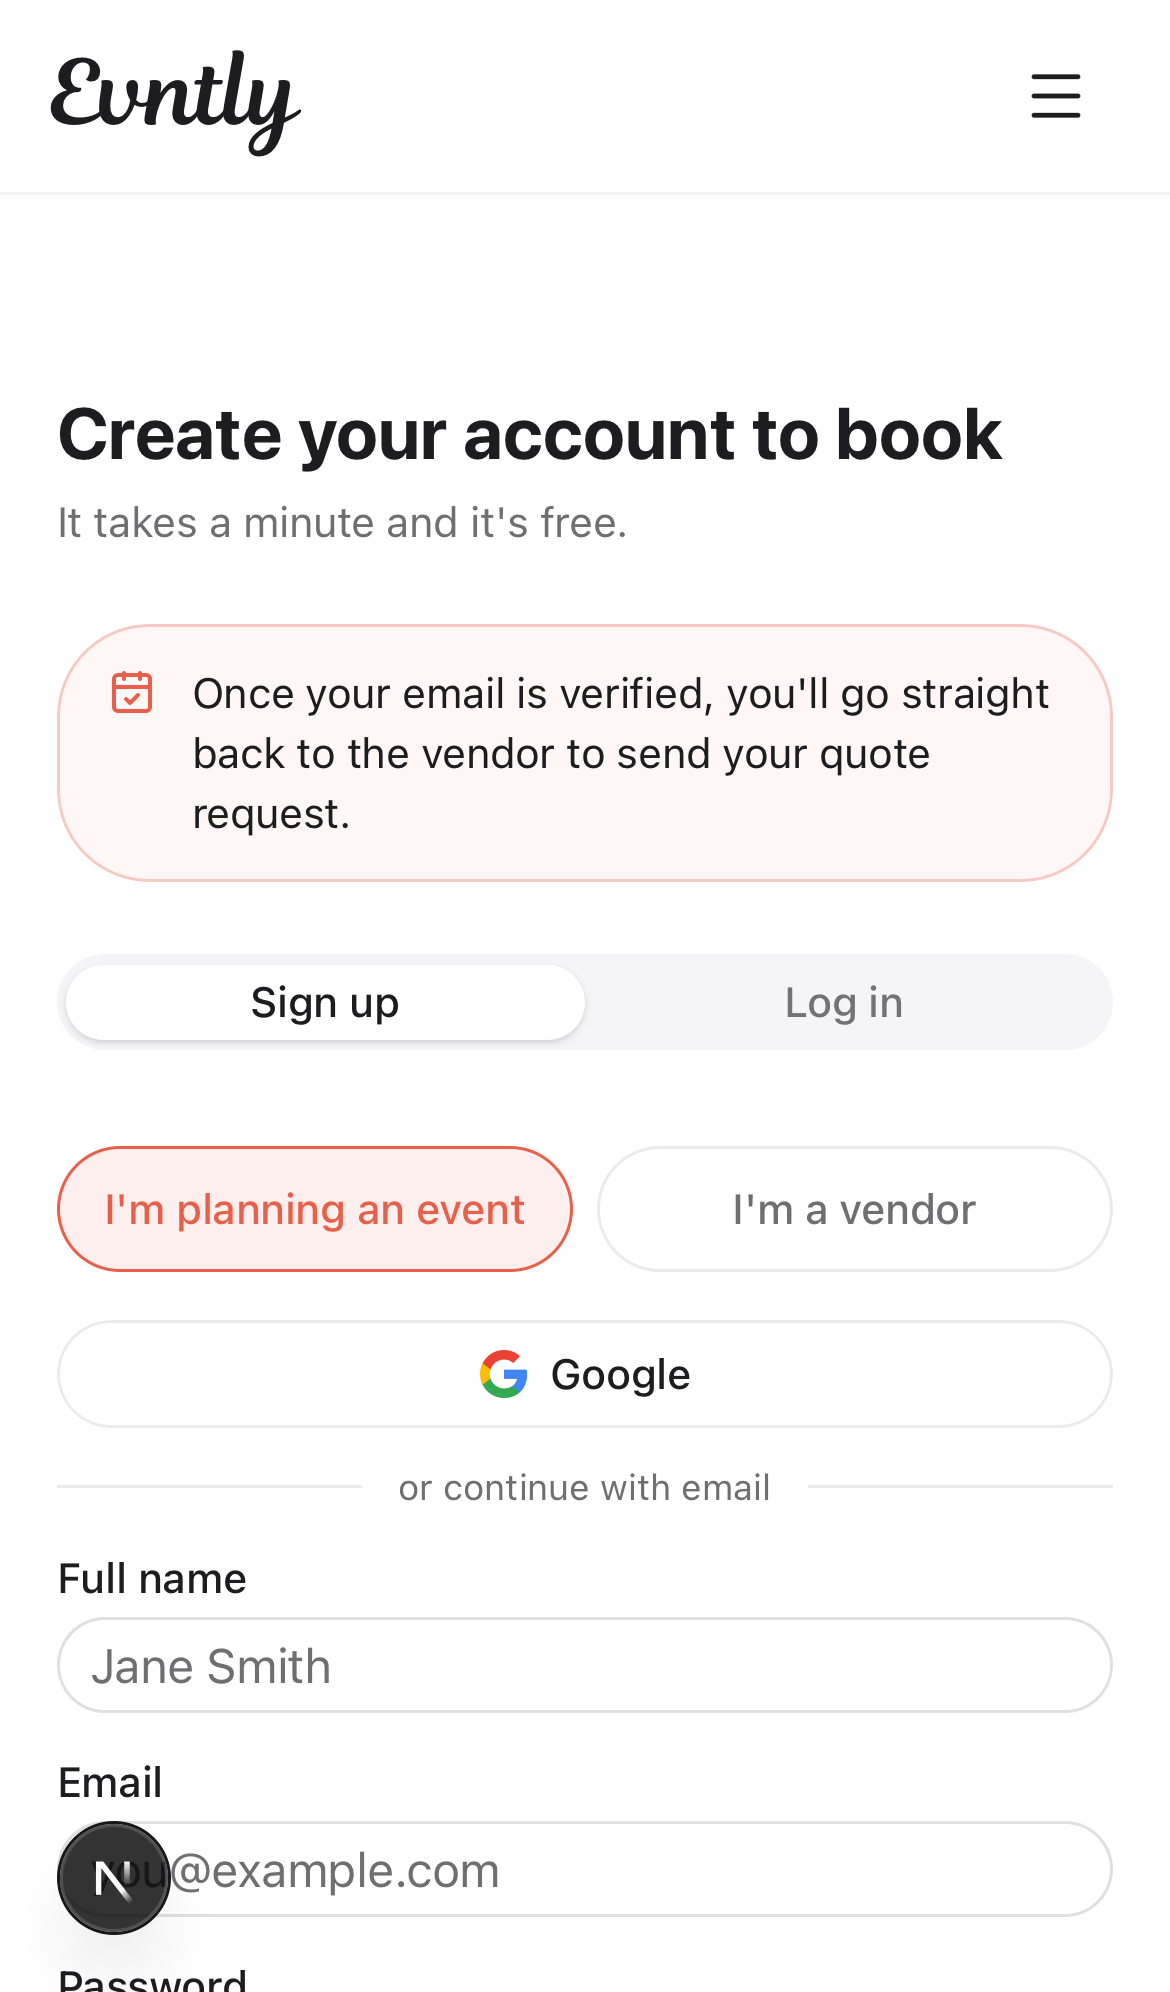 Evntly
Create your account to book
It takes a minute and it's free.
Once your email is verified, you'll go straight
back to the vendor to send your quote
request.
Sign up
Log in
I'm planning an event
I'm a vendor
Google
or continue with email
Full name
Jane Smith
Email
you@example.com
N
Password